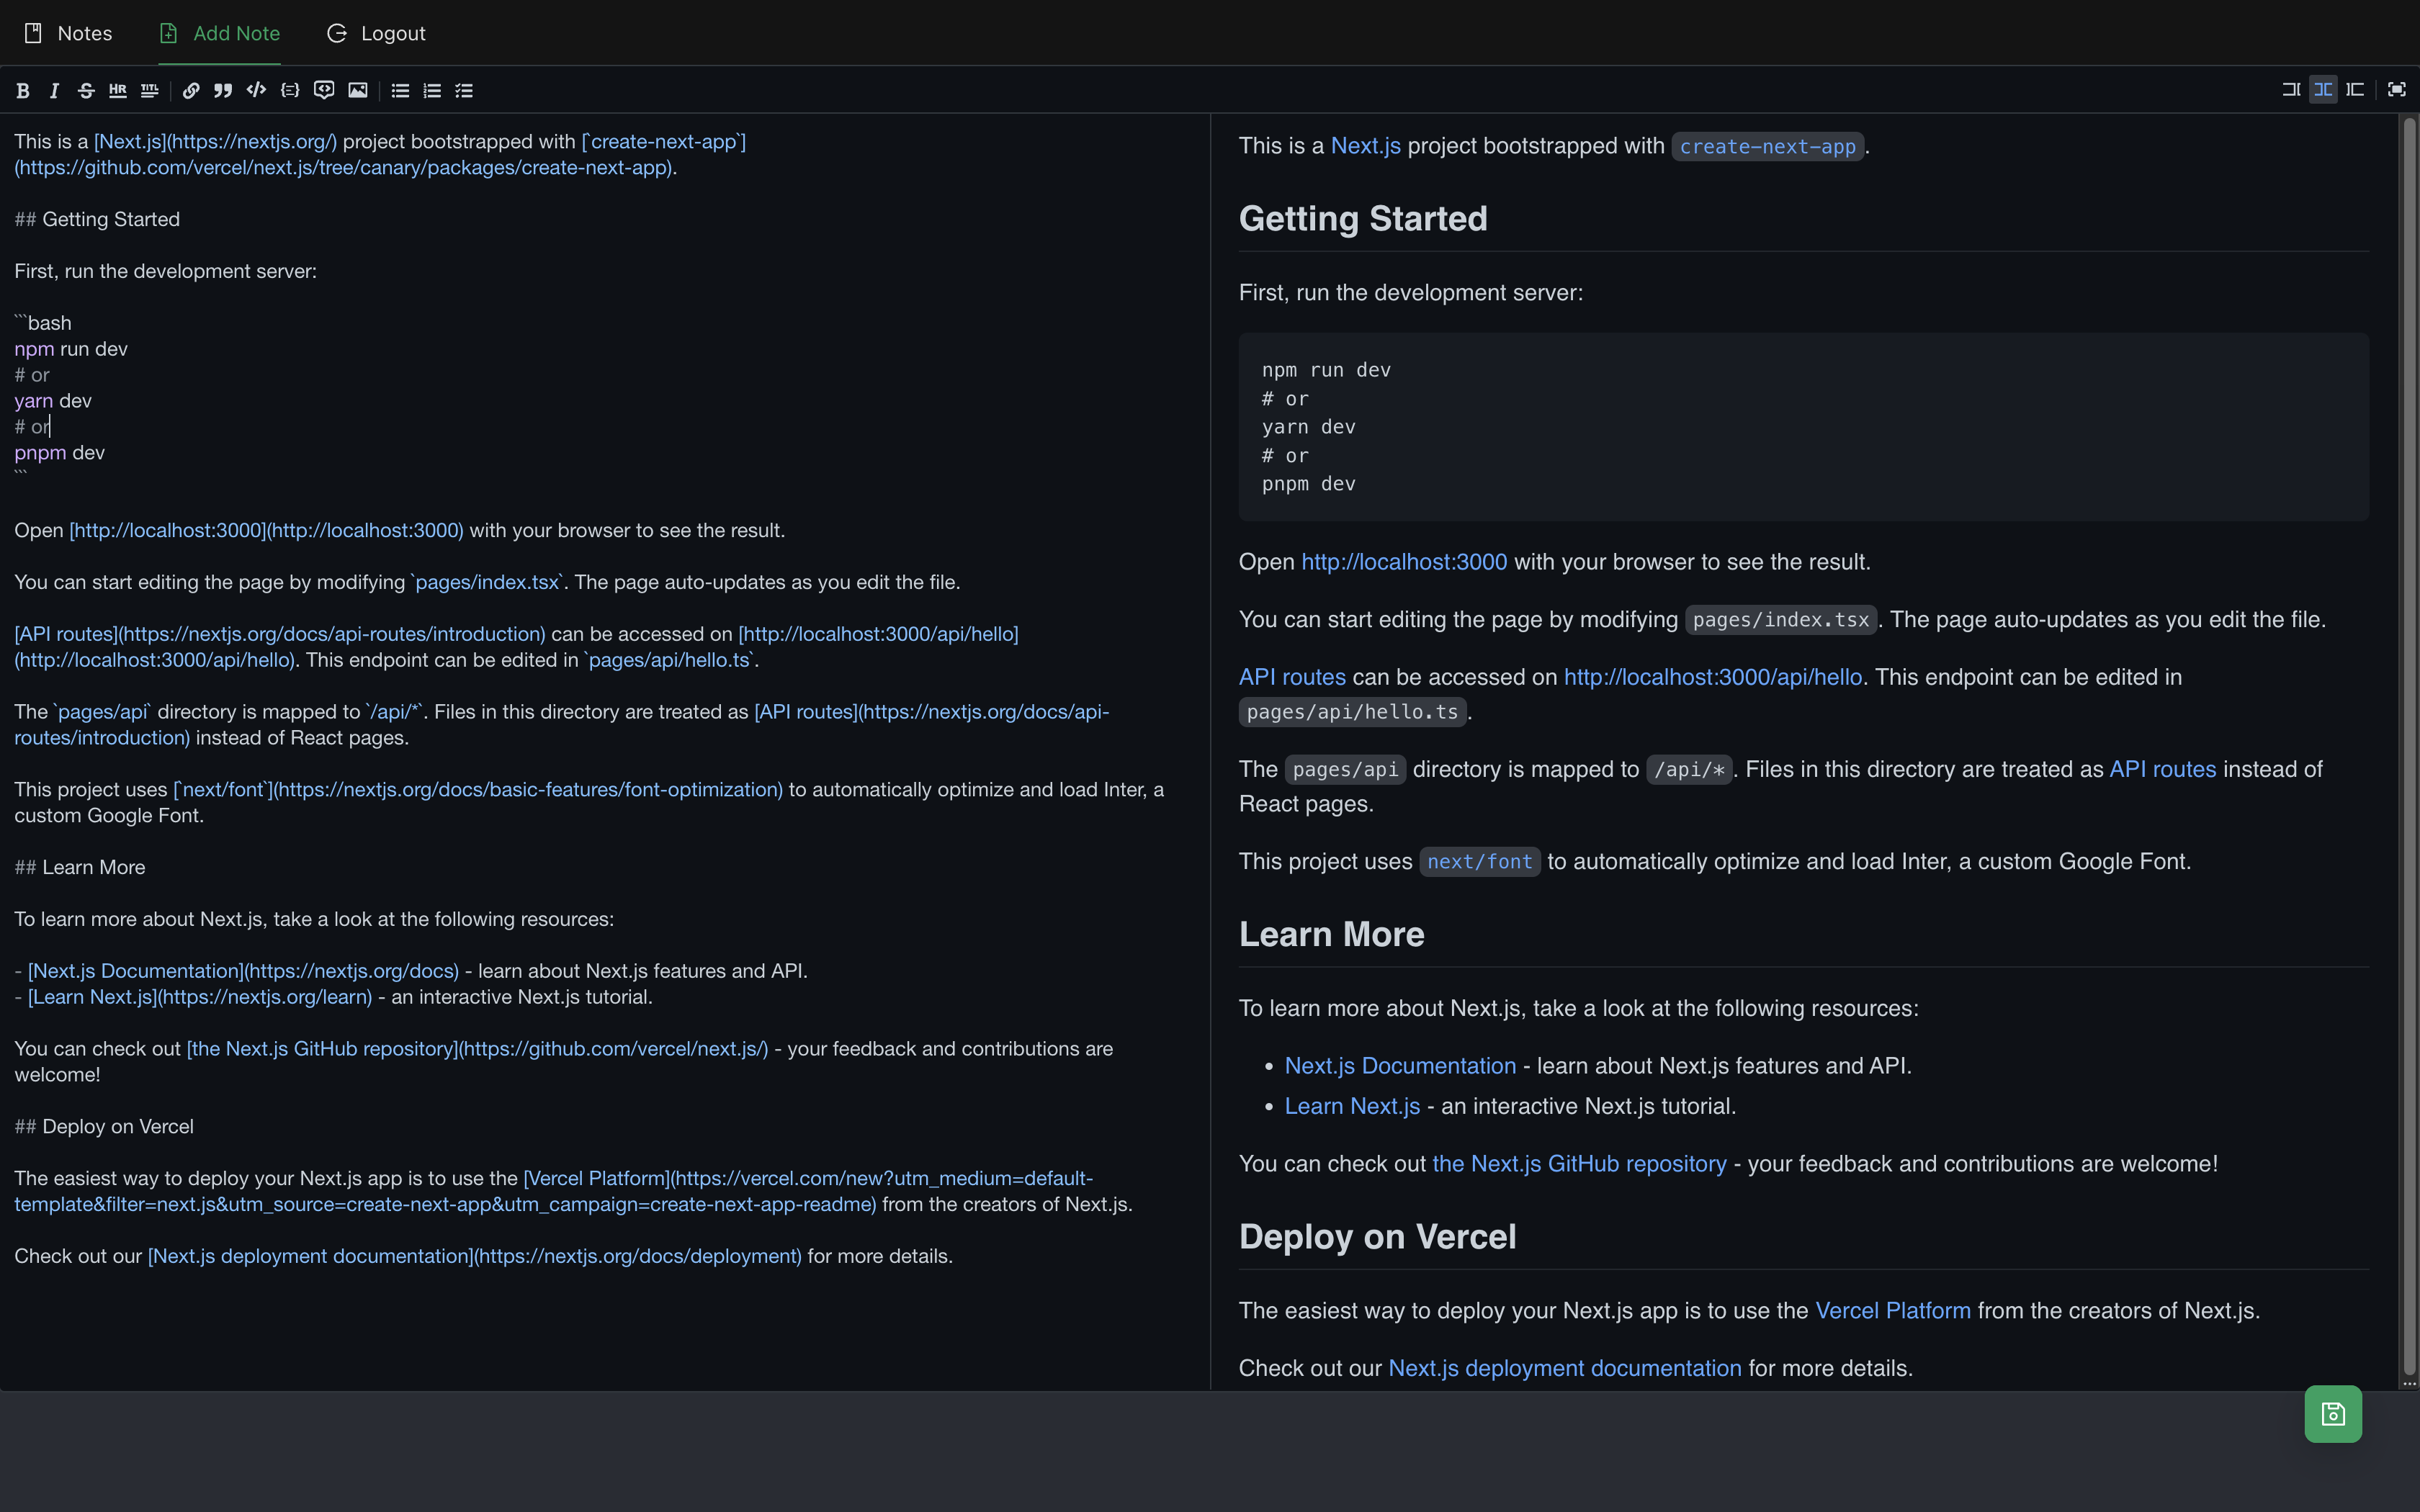 Notes
Add Note
Logout
This is a [Next.js](https://nextjs.org/) project bootstrapped with [`create-next-app`]
(https://github.com/vercel/next.js/tree/canary/packages/create-next-app).
## Getting Started
First, run the development server:
```bash
npm run dev
# or
yarn dev
# or
pnpm dev
```
Open [http://localhost:3000](http://localhost:3000) with your browser to see the result.
You can start editing the page by modifying `pages/index.tsx`. The page auto-updates as you edit the file.
[API routes](https://nextjs.org/docs/api-routes/introduction) can be accessed on [http://localhost:3000/api/hello]
(http://localhost:3000/api/hello). This endpoint can be edited in `pages/api/hello.ts`.
The `pages/api` directory is mapped to `/api/*`. Files in this directory are treated as [API routes](https://nextjs.org/docs/api-
routes/introduction) instead of React pages.
This project uses [`next/font`](https://nextjs.org/docs/basic-features/font-optimization) to automatically optimize and load Inter, a
custom Google Font.
## Learn More
To learn more about Next.js, take a look at the following resources:
- [Next.js Documentation](https://nextjs.org/docs) - learn about Next.js features and API.
- [Learn Next.js](https://nextjs.org/learn) - an interactive Next.js tutorial.
You can check out [the Next.js GitHub repository](https://github.com/vercel/next.js/) - your feedback and contributions are
welcome!
## Deploy on Vercel
The easiest way to deploy your Next.js app is to use the [Vercel Platform](https://vercel.com/new?utm_medium=default-
template&filter=next.js&utm_source=create-next-app&utm_campaign=create-next-app-readme) from the creators of Next.js.
Check out our [Next.js deployment documentation](https://nextjs.org/docs/deployment) for more details.
This is a Next.js project bootstrapped with create-next-app.
Getting Started
First, run the development server:
npm run dev
# or
yarn dev
# or
pnpm dev
Open http://localhost:3000 with your browser to see the result.
You can start editing the page by modifying pages/index.tsx. The page auto-updates as you edit the file.
API routes can be accessed on http://localhost:3000/api/hello. This endpoint can be edited in
pages/api/hello.ts.
The pages/api directory is mapped to /api/*. Files in this directory are treated as API routes instead of
React pages.
This project uses next/font to automatically optimize and load Inter, a custom Google Font.
Learn More
To learn more about Next.js, take a look at the following resources:
• Next.js Documentation - learn about Next.js features and API.
• Learn Next.js - an interactive Next.js tutorial.
You can check out the Next.js GitHub repository - your feedback and contributions are welcome!
Deploy on Vercel
The easiest way to deploy your Next.js app is to use the Vercel Platform from the creators of Next.js.
Check out our Next.js deployment documentation for more details.